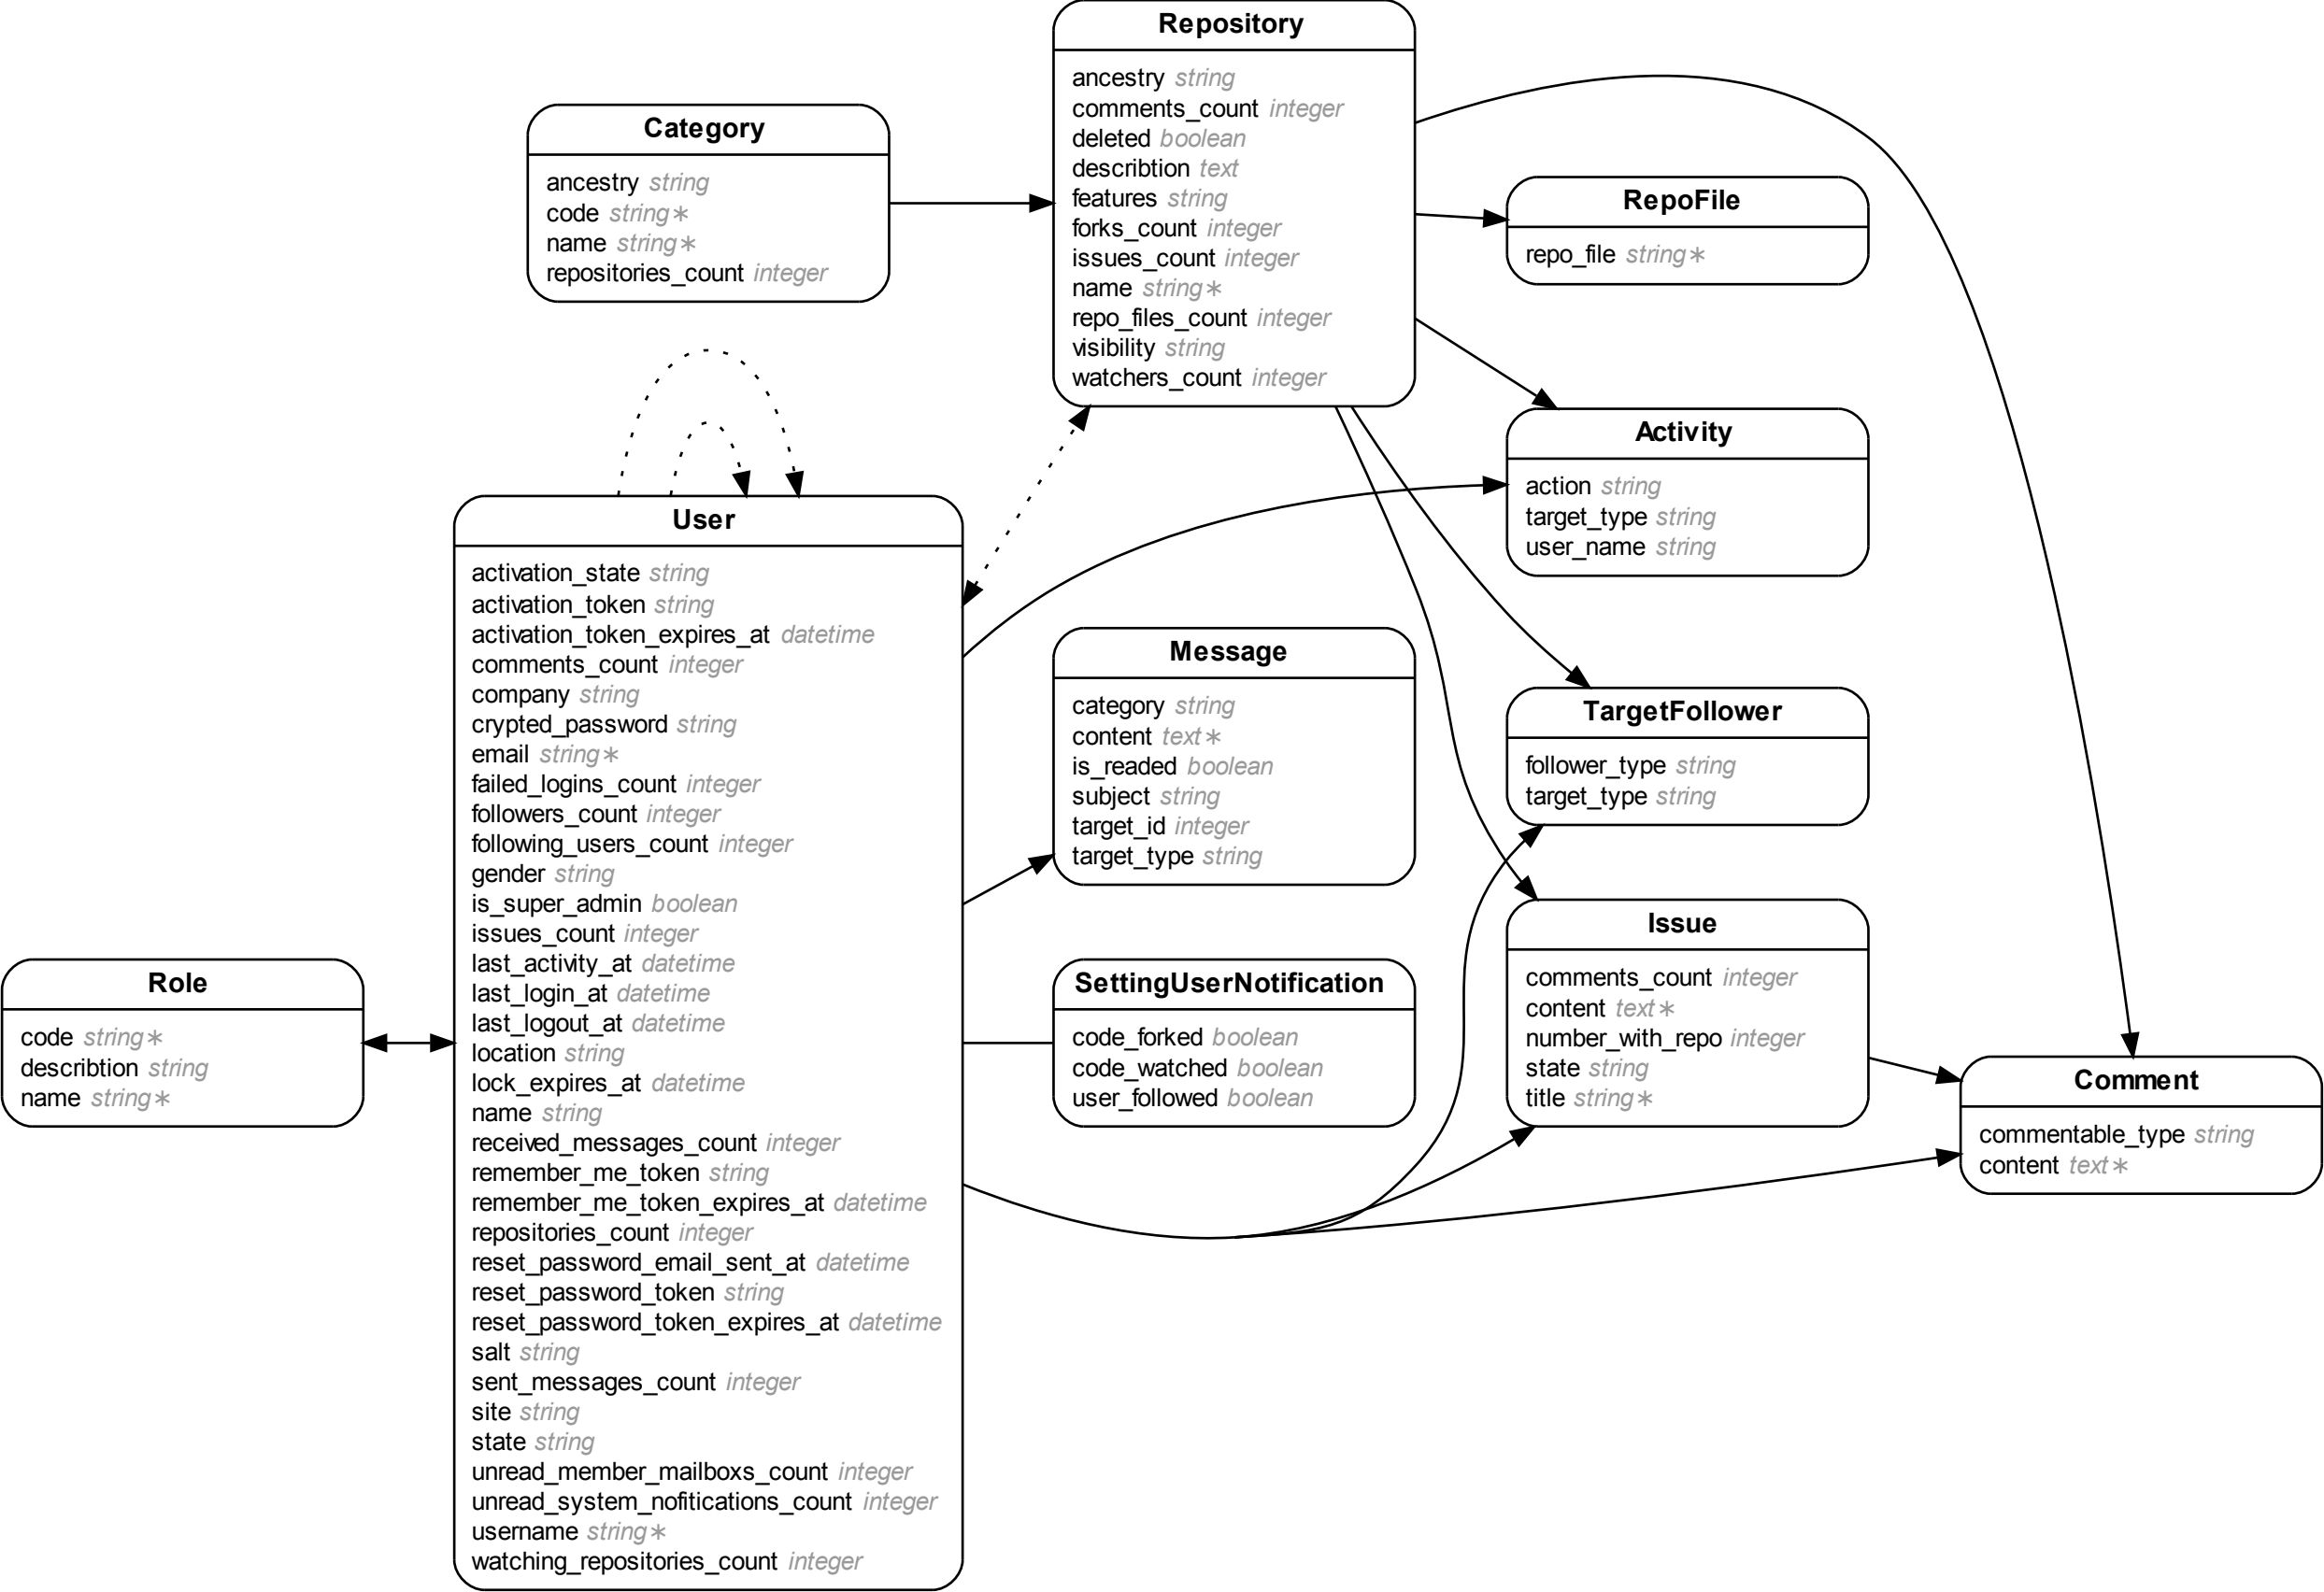 Repository
ancestry string
comments_count integer
deleted boolean
describtion text
features string
forks_count integer
issues_count integer
name string∗
repo_files_count integer
visibility string
watchers_count integer
Category
ancestry string
code string∗
name string∗
repositories_count integer
RepoFile
repo_file string∗
Activity
action string
target_type string
user_name string
User
activation_state string
activation_token string
activation_token_expires_at datetime
comments_count integer
company string
crypted_password string
email string∗
failed_logins_count integer
followers_count integer
following_users_count integer
gender string
is_super_admin boolean
issues_count integer
last_activity_at datetime
last_login_at datetime
last_logout_at datetime
location string
lock_expires_at datetime
name string
received_messages_count integer
remember_me_token string
remember_me_token_expires_at datetime
repositories_count integer
reset_password_email_sent_at datetime
reset_password_token string
reset_password_token_expires_at datetime
salt string
sent_messages_count integer
site string
state string
unread_member_mailboxs_count integer
unread_system_nofitications_count integer
username string∗
watching_repositories_count integer
Message
category string
content text∗
is_readed boolean
subject string
target_id integer
target_type string
TargetFollower
follower_type string
target_type string
Issue
comments_count integer
content text∗
number_with_repo integer
state string
title string∗
Role
code string∗
describtion string
name string∗
SettingUserNotification
code_forked boolean
code_watched boolean
user_followed boolean
Comment
commentable_type string
content text∗